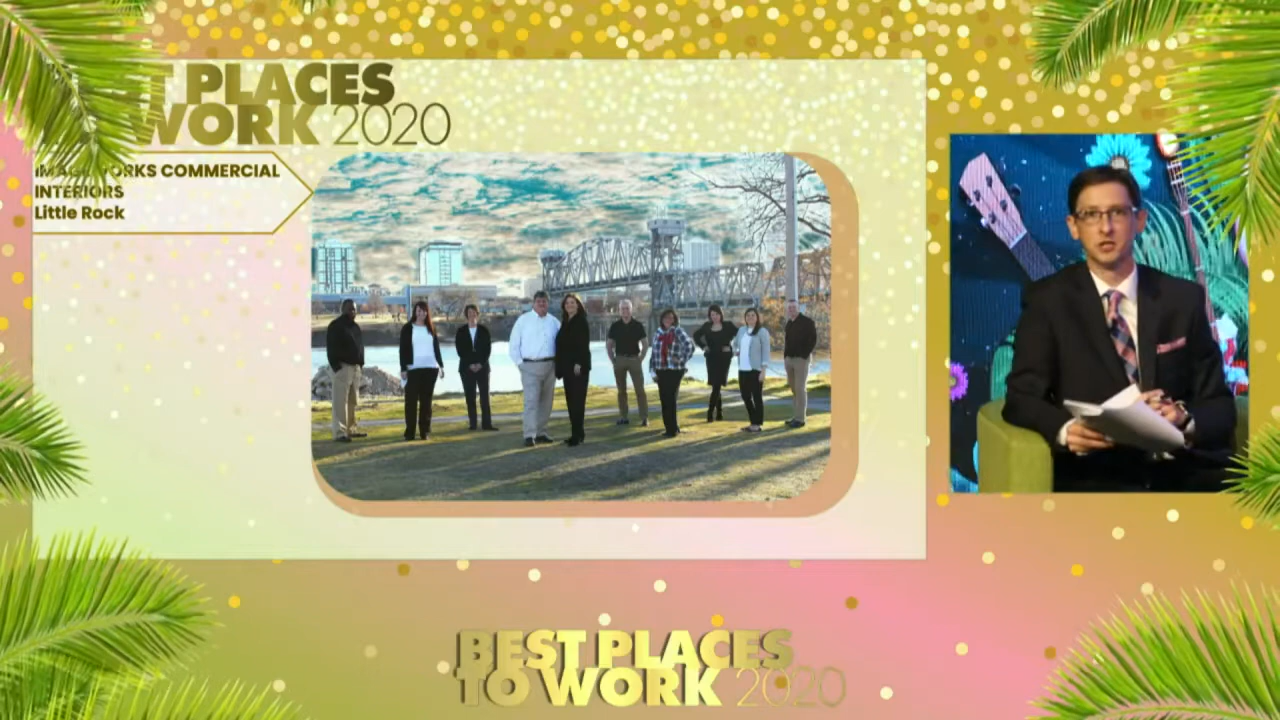 PLACES
WORK 2020
COMMERCIAL
INTERIORS
Little Rock
BEST PLACES
TO WORK 2020